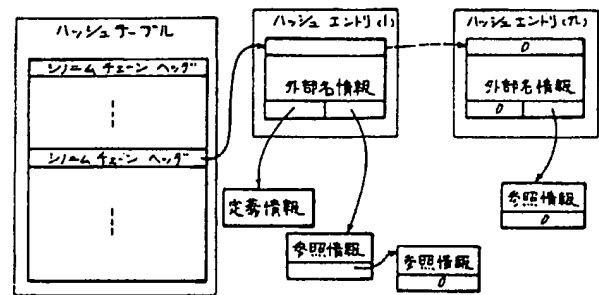 ハッシュテーブル
シノニムチェーンヘッダ
シノニムチェーンヘッダ
ハッシュエントリ(1)
外部名情報
定義情報
参照情報
参照情報
0
ハッシュエントリ(n)
0
外部名情報
0
参照情報
0